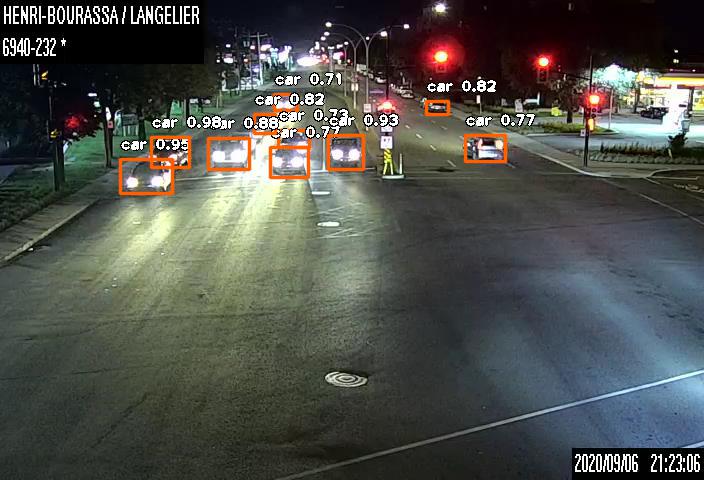 HENRI-BOURASSA / LANGELIER
6940-232 *
car 0.71
car 0.82
car 0.82
car 0.98
car 0.88
car 0.73
car 0.93
car 0.77
car 0.77
car 0.95
2020/09/06 21:23:06